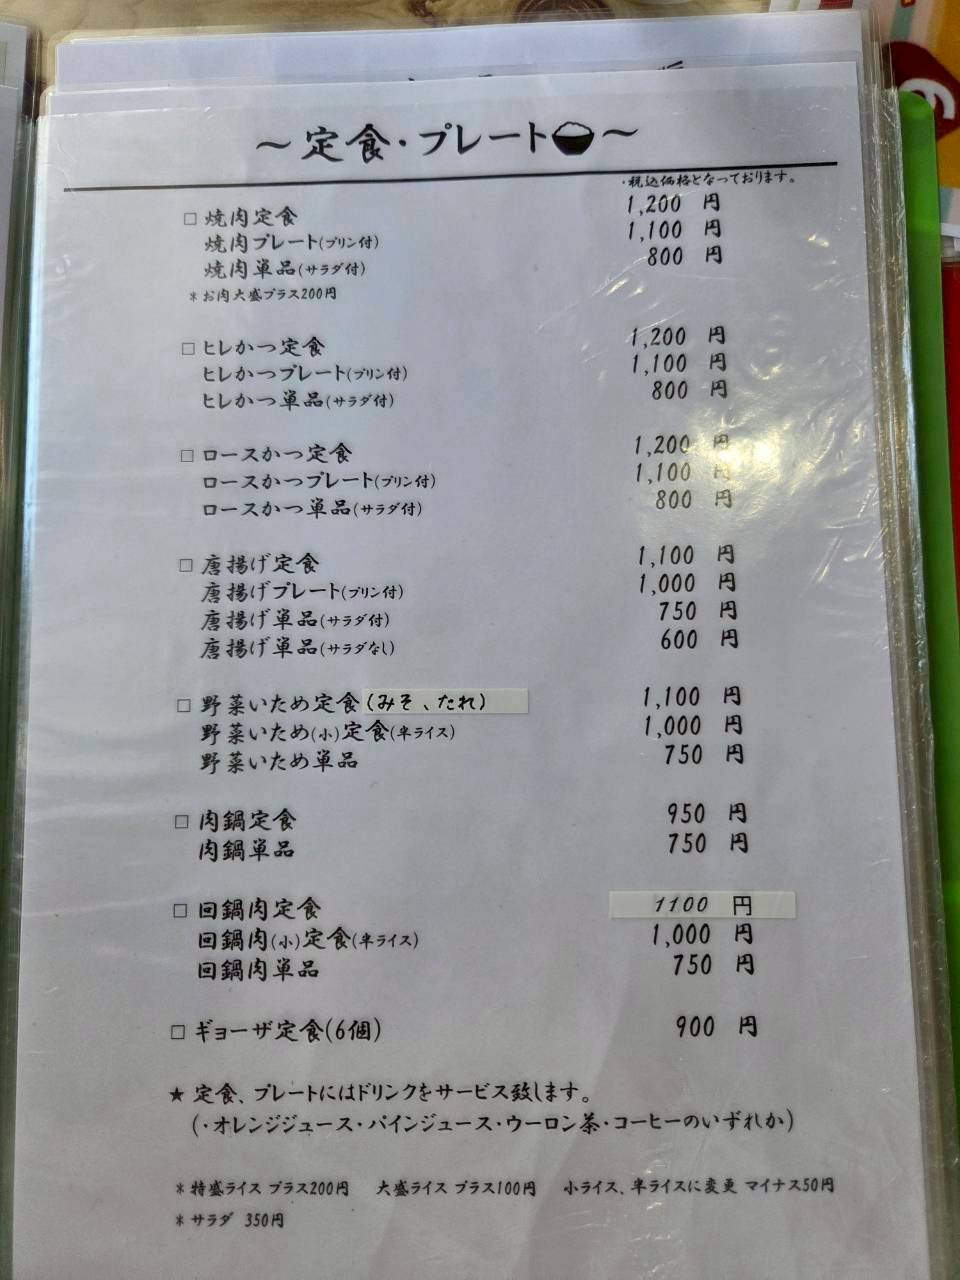 ～定食・プレート～
・税込価格となっております。
□ 焼肉定食 1,200 円
焼肉プレート(プリン付) 1,100 円
焼肉単品(サラダ付) 800 円
＊お肉大盛プラス200円
□ ヒレかつ定食 1,200 円
ヒレかつプレート(プリン付) 1,100 円
ヒレかつ単品(サラダ付) 800 円
□ ロースかつ定食 1,200 円
ロースかつプレート(プリン付) 1,100 円
ロースかつ単品(サラダ付) 800 円
□ 唐揚げ定食 1,100 円
唐揚げプレート(プリン付) 1,000 円
唐揚げ単品(サラダ付) 750 円
唐揚げ単品(サラダなし) 600 円
□ 野菜いため定食(みそ、たれ) 1,100 円
野菜いため(小)定食(半ライス) 1,000 円
野菜いため単品 750 円
□ 肉鍋定食 950 円
肉鍋単品 750 円
□ 回鍋肉定食 1100 円
回鍋肉(小)定食(半ライス) 1,000 円
回鍋肉単品 750 円
□ ギョーザ定食(6個) 900 円
★ 定食、プレートにはドリンクをサービス致します。
(・オレンジジュース・パインジュース・ウーロン茶・コーヒーのいずれか)
＊特盛ライス プラス200円 大盛ライス プラス100円 小ライス、半ライスに変更 マイナス50円
＊サラダ 350円